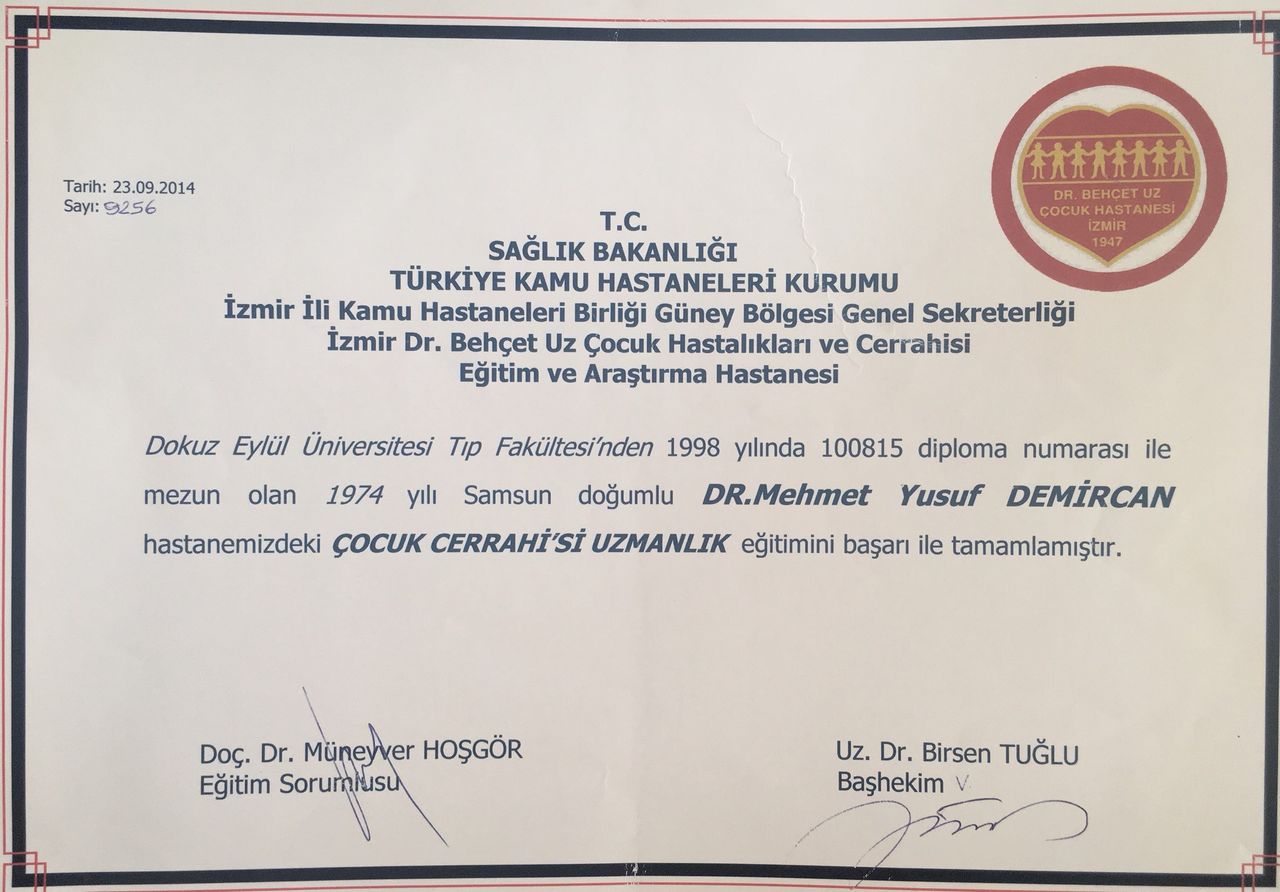 Tarih: 23.09.2014
Sayı: 9256
DR. BEHÇET UZ
ÇOCUK HASTANESİ
İZMİR
1947
T.C.
SAĞLIK BAKANLIĞI
TÜRKİYE KAMU HASTANELERİ KURUMU
İzmir İli Kamu Hastaneleri Birliği Güney Bölgesi Genel Sekreterliği
İzmir Dr. Behçet Uz Çocuk Hastalıkları ve Cerrahisi
Eğitim ve Araştırma Hastanesi
Dokuz Eylül Üniversitesi Tıp Fakültesi’nden 1998 yılında 100815 diploma numarası ile
mezun olan 1974 yılı Samsun doğumlu DR.Mehmet Yusuf DEMİRCAN
hastanemizdeki ÇOCUK CERRAHİ’Sİ UZMANLIK eğitimini başarı ile tamamlamıştır.
Doç. Dr. Münevver HOŞGÖR
Eğitim Sorumlusu
Uz. Dr. Birsen TUĞLU
Başhekim V.